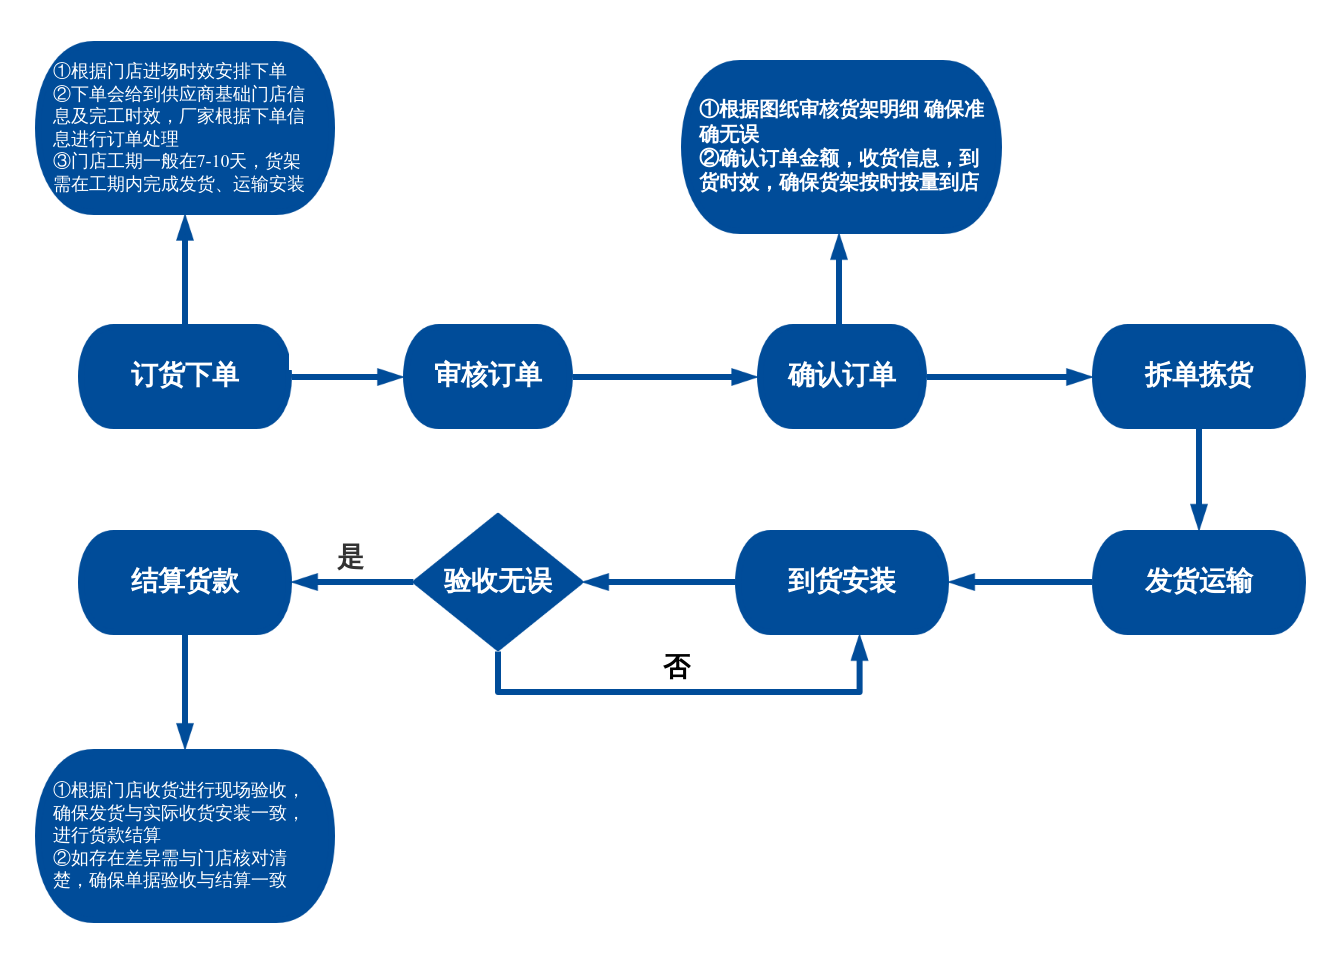 ①根据门店进场时效安排下单
②下单会给到供应商基础门店信
息及完工时效，厂家根据下单信
息进行订单处理
③门店工期一般在7-10天，货架
需在工期内完成发货、运输安装
①根据图纸审核货架明细 确保准
确无误
②确认订单金额，收货信息，到
货时效，确保货架按时按量到店
订货下单
审核订单
确认订单
拆单拣货
结算货款
是
验收无误
到货安装
发货运输
否
①根据门店收货进行现场验收，
确保发货与实际收货安装一致，
进行货款结算
②如存在差异需与门店核对清
楚，确保单据验收与结算一致